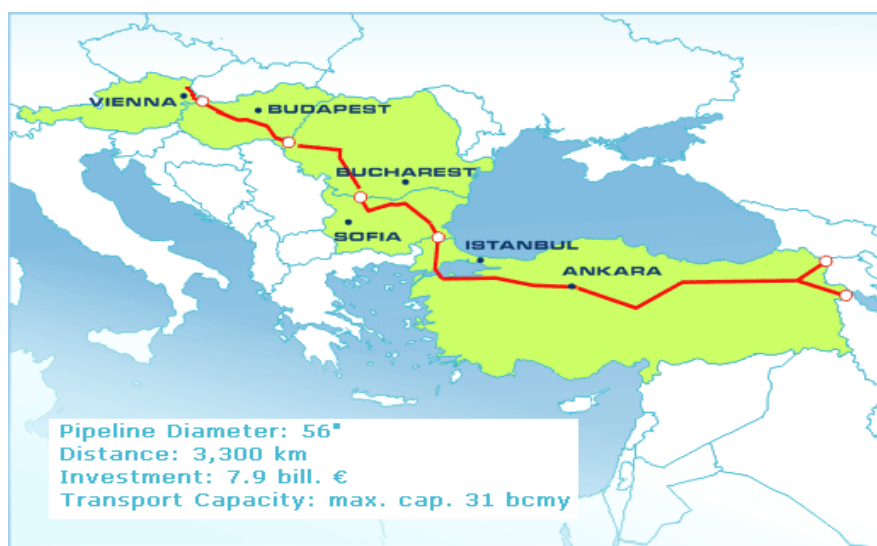 VIENNA
BUDAPEST
BUCHAREST
SOFIA
ISTANBUL
ANKARA
Pipeline Diameter: 56"
Distance: 3,300 km
Investment: 7.9 bill. €
Transport Capacity: max. cap. 31 bcmy